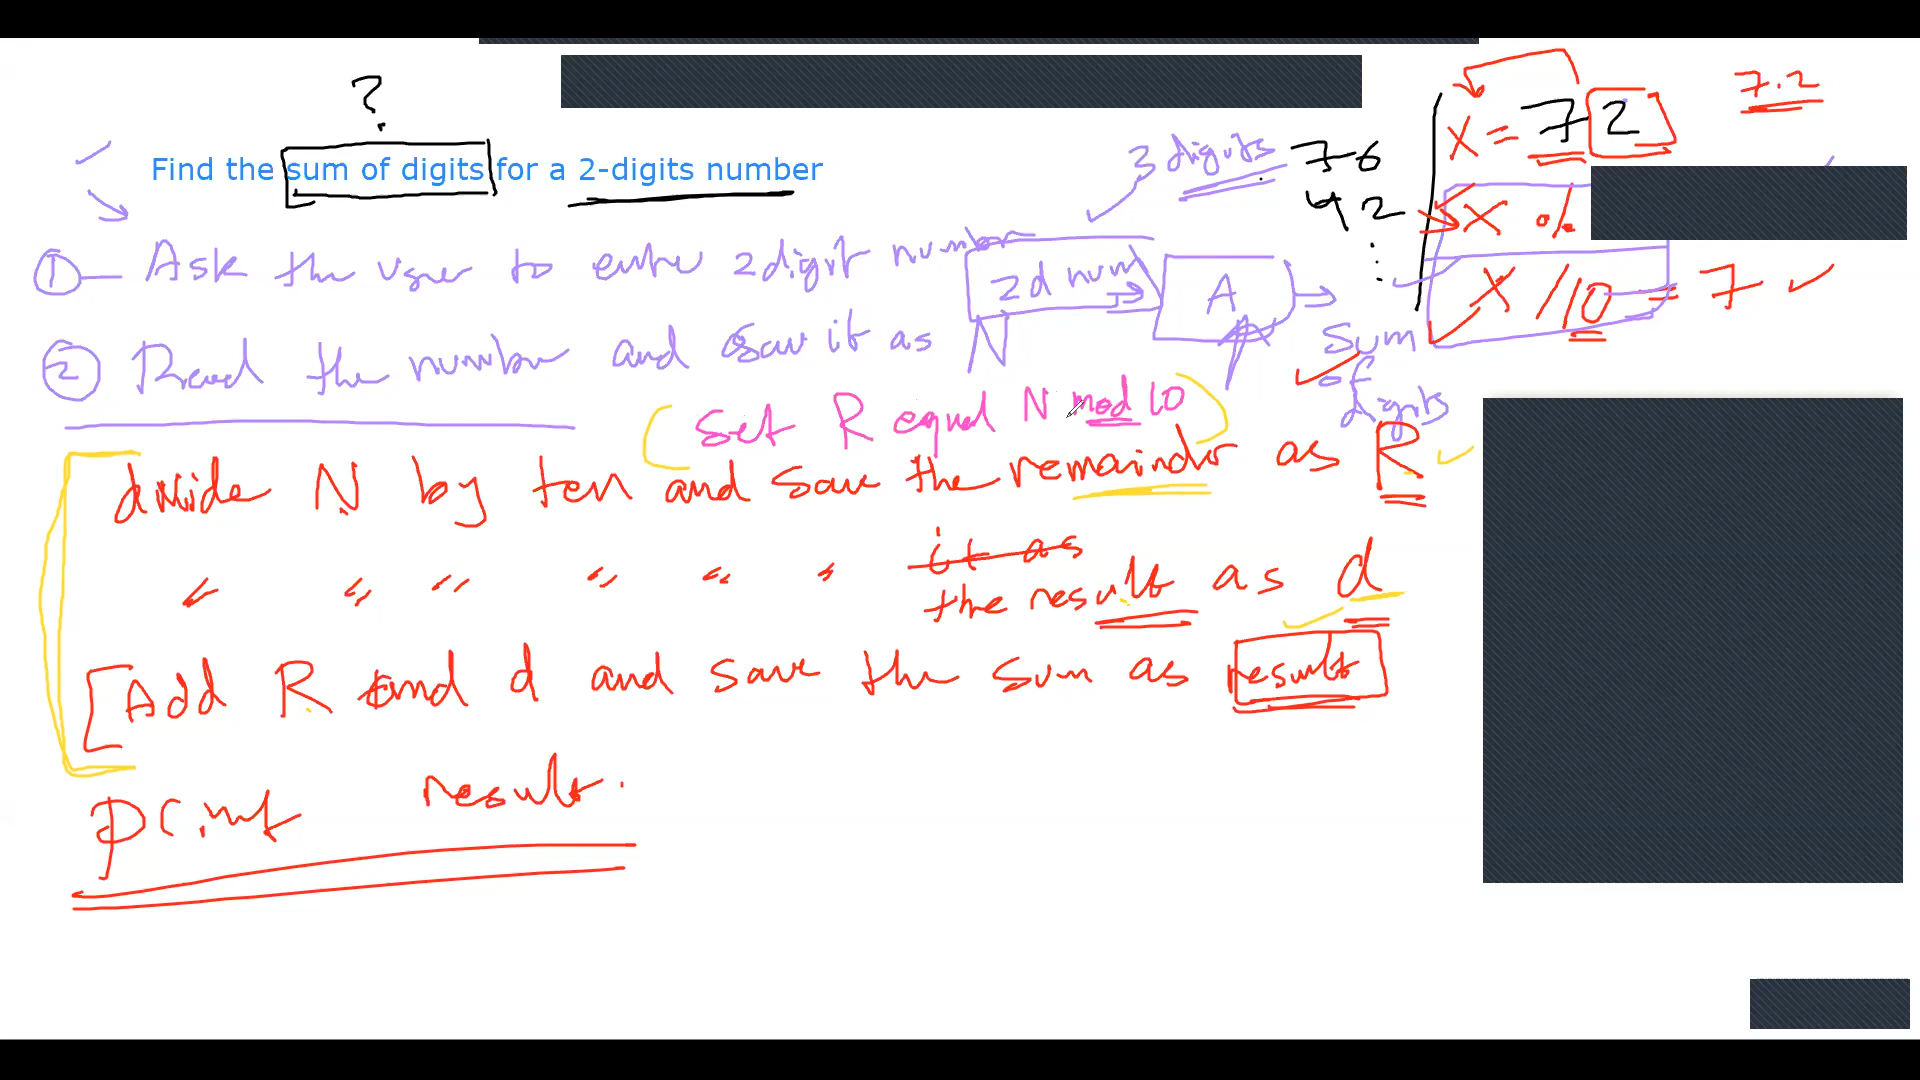 ?
Find the sum of digits for a 2-digits number
3 digits
76
42
X = 72
7.2
X %
X / 10 = 7
① Ask the user to enter 2digit number
2d num
A
Sum
of
digits
② Read the number and save it as N
(Set R equal N mod 10)
divide N by ten and save the remainder as R
" " " " " " it as
the result as d
Add R and d and save the sum as result
print result.